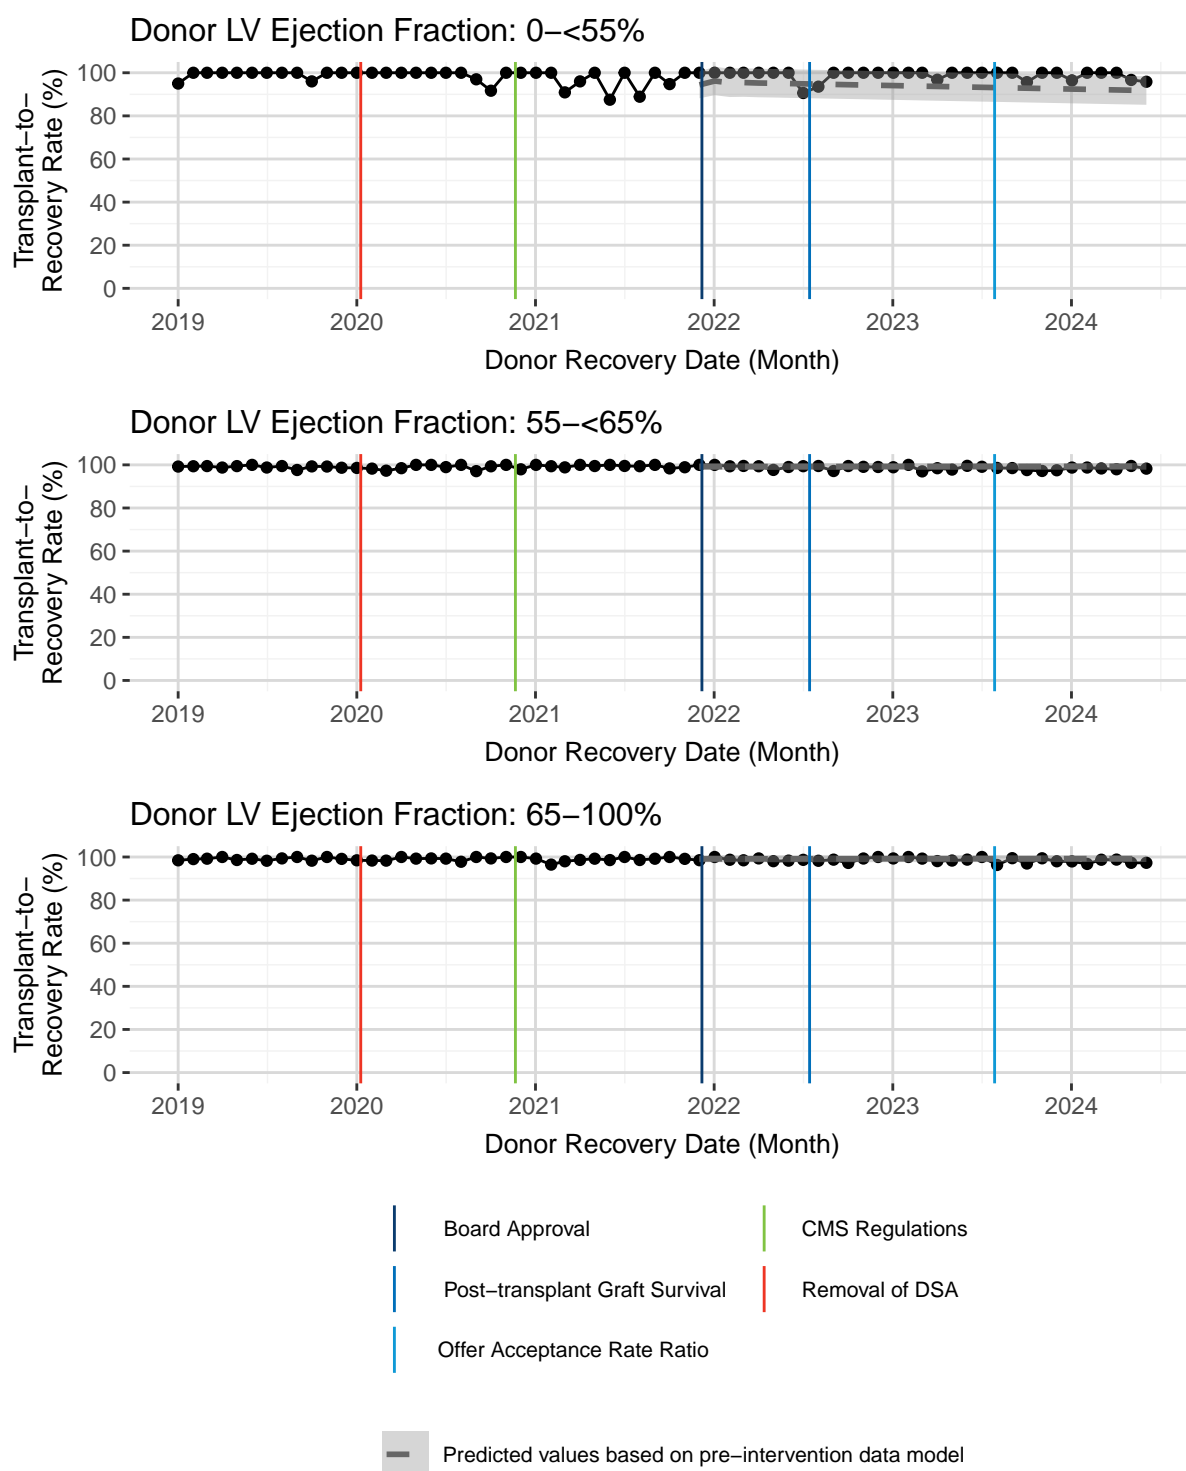 Donor LV Ejection Fraction: 0−<55%
Transplant−to−
Recovery Rate (%)
100
80
60
40
20
0
2019 2020 2021 2022 2023 2024
Donor Recovery Date (Month)
Donor LV Ejection Fraction: 55−<65%
Transplant−to−
Recovery Rate (%)
100
80
60
40
20
0
2019 2020 2021 2022 2023 2024
Donor Recovery Date (Month)
Donor LV Ejection Fraction: 65−100%
Transplant−to−
Recovery Rate (%)
100
80
60
40
20
0
2019 2020 2021 2022 2023 2024
Donor Recovery Date (Month)
Board Approval
CMS Regulations
Post−transplant Graft Survival
Removal of DSA
Offer Acceptance Rate Ratio
Predicted values based on pre−intervention data model